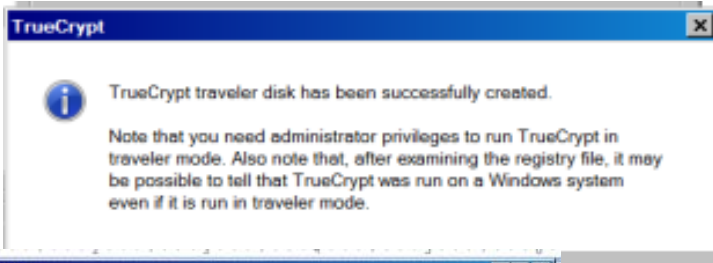 TrueCrypt
TrueCrypt traveler disk has been successfully created.
Note that you need administrator privileges to run TrueCrypt in
traveler mode. Also note that, after examining the registry file, it may
be possible to tell that TrueCrypt was run on a Windows system
even if it is run in traveler mode.